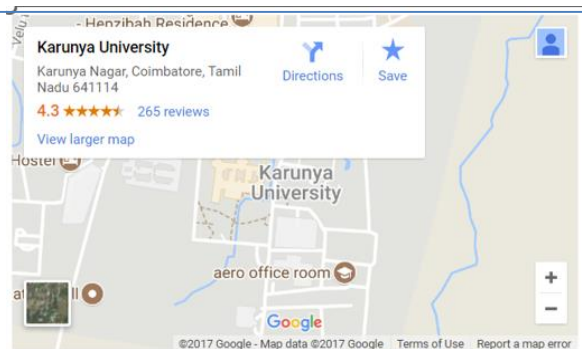 - Henzibah Residence
Velu
Karunya University
Karunya Nagar, Coimbatore, Tamil
Nadu 641114
4.3 265 reviews
View larger map
Directions
Save
Hostel
Karunya
University
aero office room
+
−
Google
©2017 Google - Map data ©2017 Google Terms of Use Report a map error